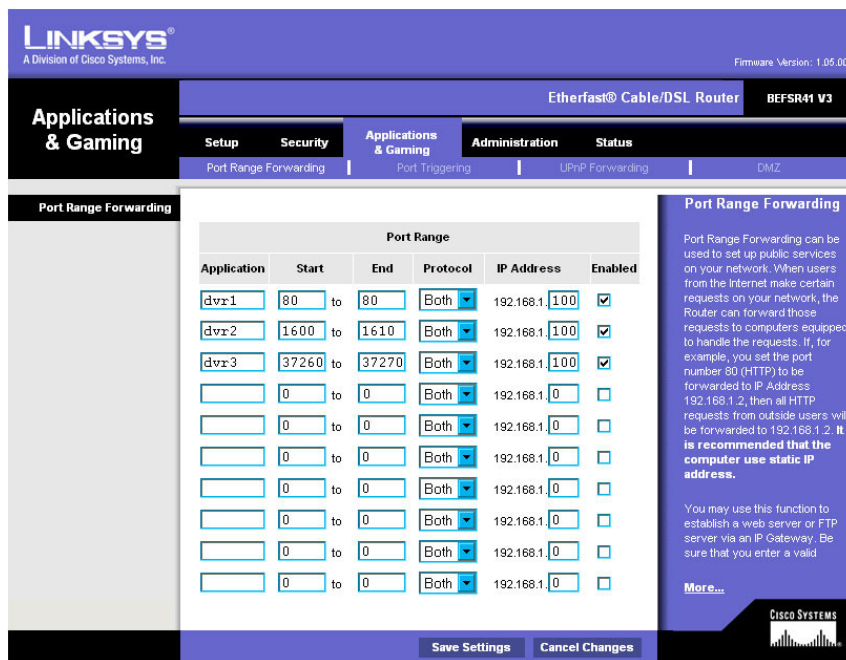 LINKSYS®
A Division of Cisco Systems, Inc.
Firmware Version: 1.05.00
Etherfast® Cable/DSL Router
BEFSR41 V3
Applications
& Gaming
Setup
Security
Applications
& Gaming
Administration
Status
Port Range Forwarding
Port Triggering
UPnP Forwarding
DMZ
Port Range Forwarding
Port Range
Application Start End Protocol IP Address Enabled
dvr1 80 to 80 Both 192.168.1.100
dvr2 1600 to 1610 Both 192.168.1.100
dvr3 37260 to 37270 Both 192.168.1.100
0 to 0 Both 192.168.1.0
0 to 0 Both 192.168.1.0
0 to 0 Both 192.168.1.0
0 to 0 Both 192.168.1.0
0 to 0 Both 192.168.1.0
0 to 0 Both 192.168.1.0
0 to 0 Both 192.168.1.0
Port Range Forwarding
Port Range Forwarding can be
used to set up public services
on your network. When users
from the Internet make certain
requests on your network, the
Router can forward those
requests to computers equipped
to handle the requests. If, for
example, you set the port
number 80 (HTTP) to be
forwarded to IP Address
192.168.1.2, then all HTTP
requests from outside users will
be forwarded to 192.168.1.2. It
is recommended that the
computer use static IP
address.
You may use this function to
establish a web server or FTP
server via an IP Gateway. Be
sure that you enter a valid
More...
Save Settings
Cancel Changes
CISCO SYSTEMS